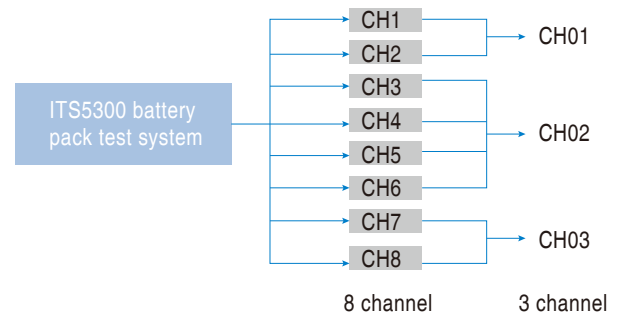 ITS5300 battery
pack test system
CH1
CH2
CH3
CH4
CH5
CH6
CH7
CH8
CH01
CH02
CH03
8 channel
3 channel